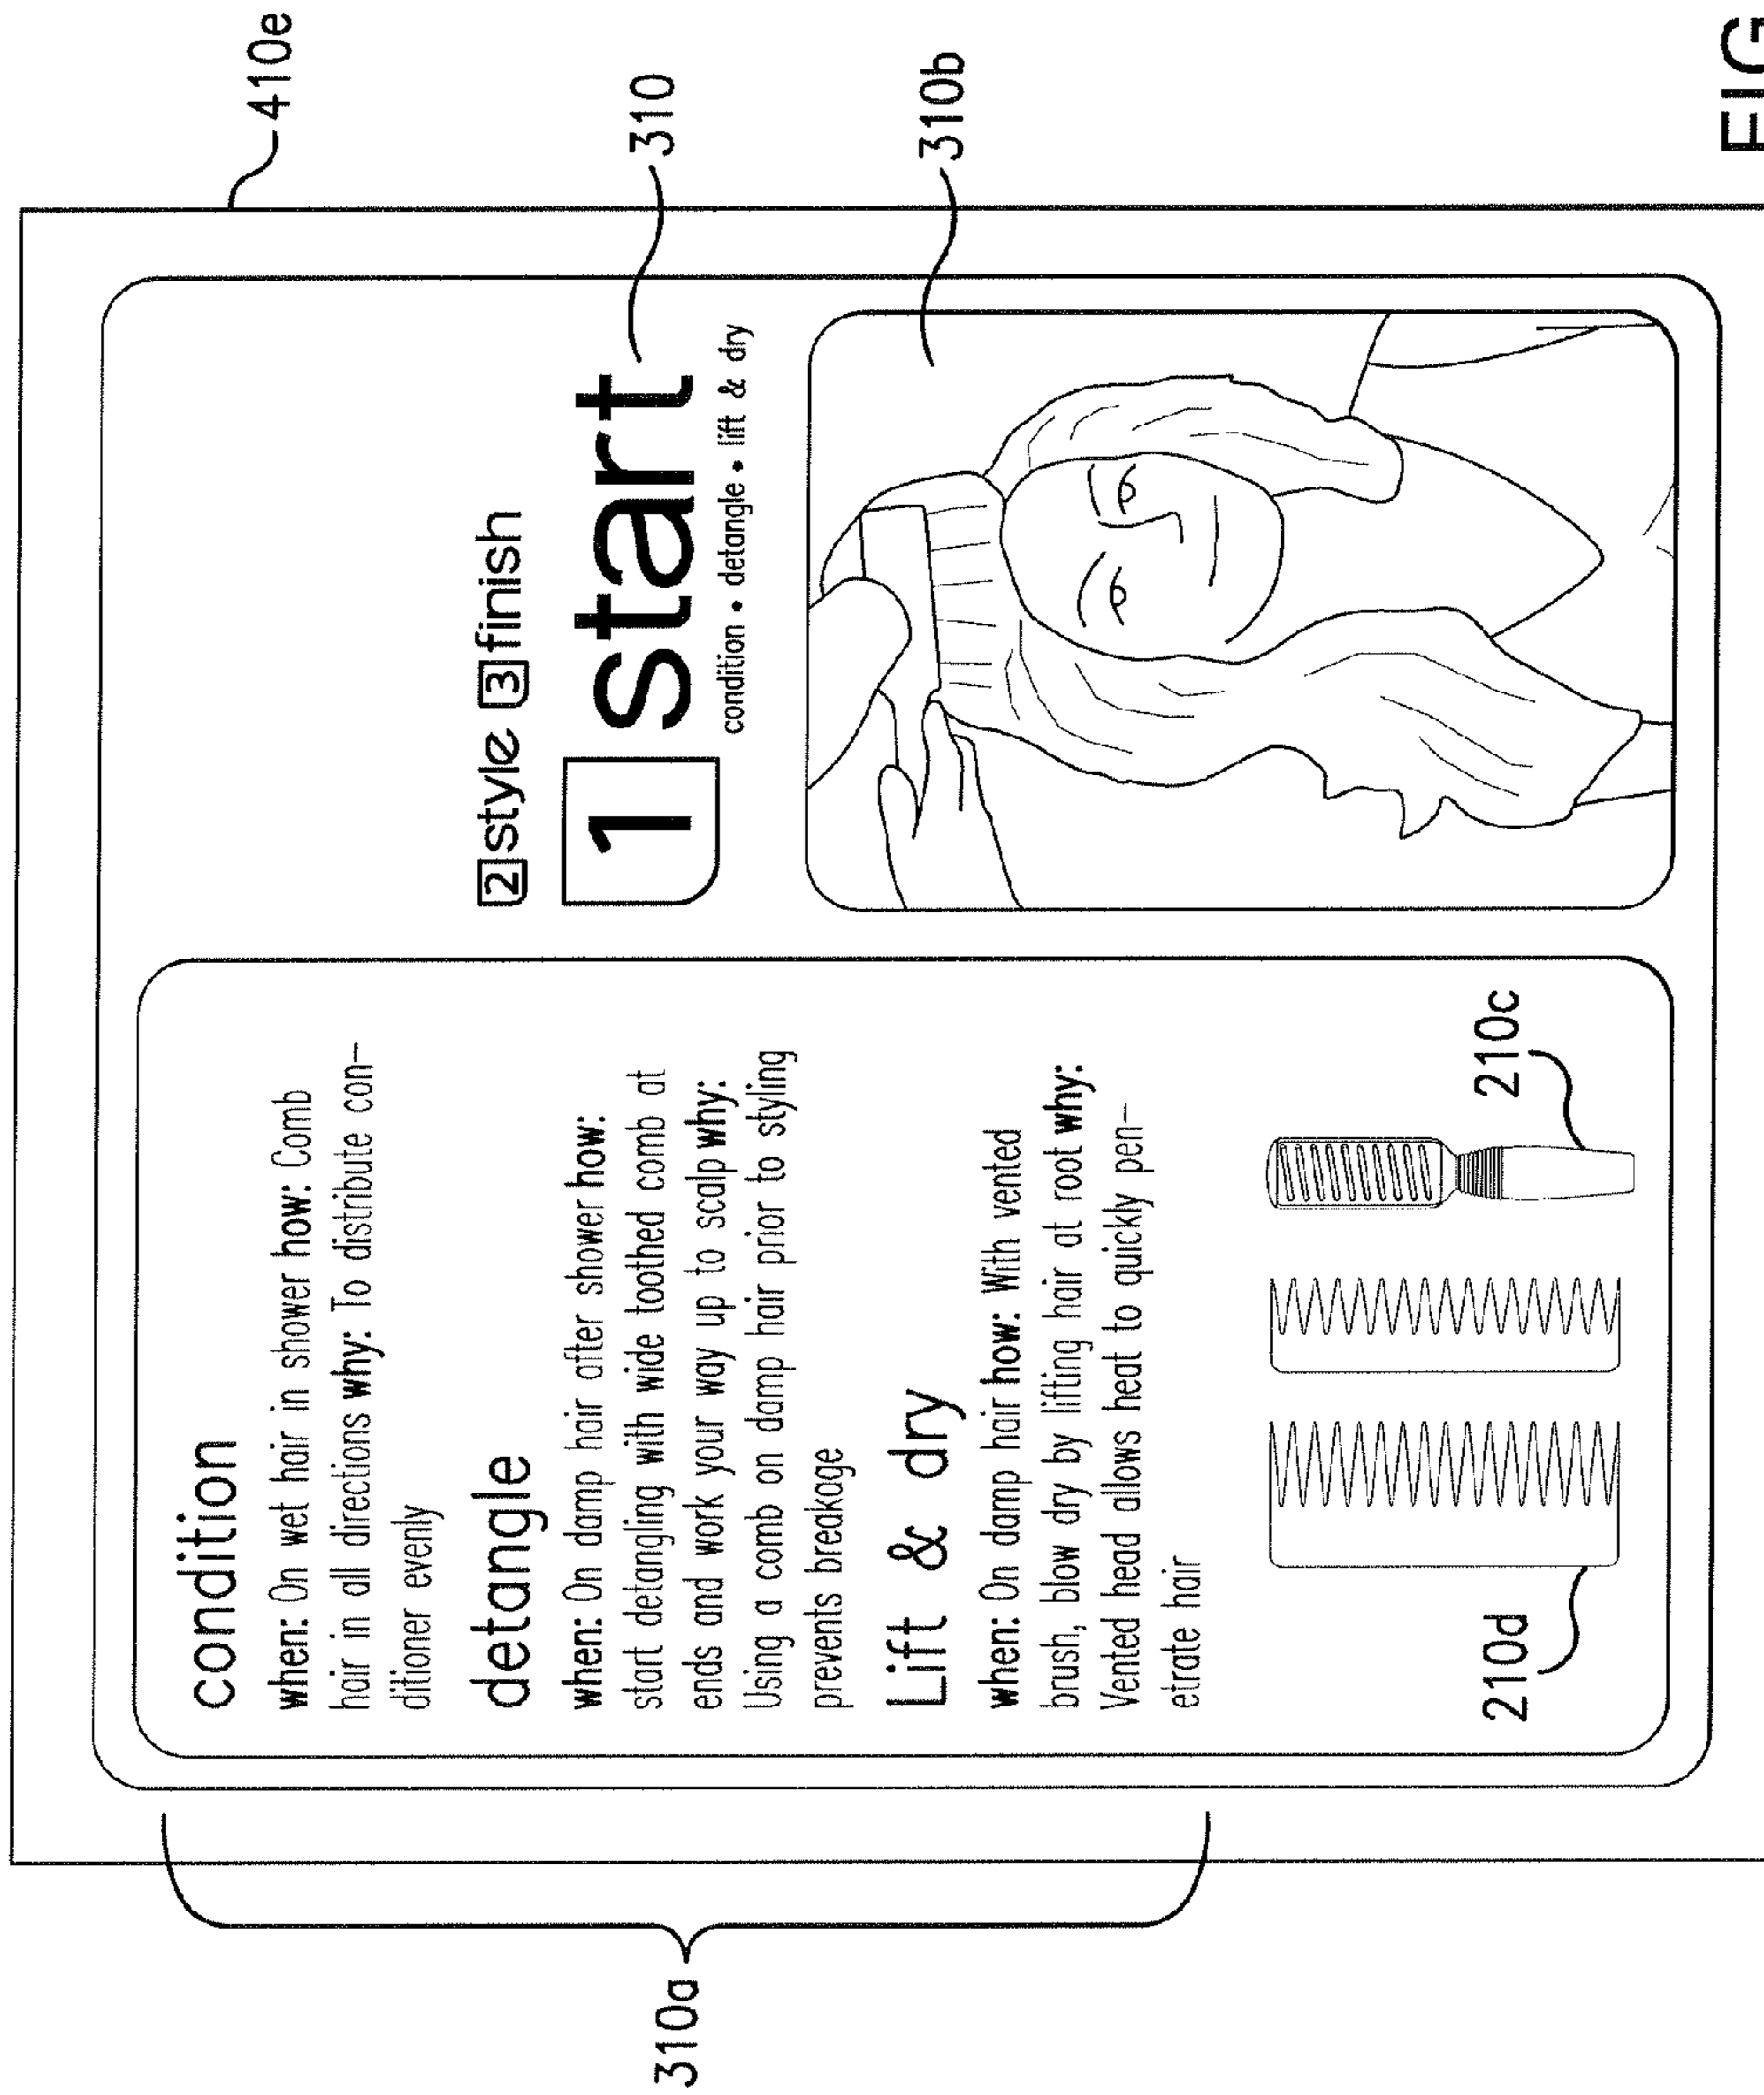 410e
310
310b
310a
condition
when: On wet hair in shower how: Comb
hair in all directions why: To distribute con-
ditioner evenly
detangle
when: On damp hair after shower how:
start detangling with wide toothed comb at
ends and work your way up to scalp why:
Using a comb on damp hair prior to styling
prevents breakage
Lift & dry
when: On damp hair how: With vented
brush, blow dry by lifting hair at root why:
Vented head allows heat to quickly pen-
etrate hair
210d
210c
2 style 3 finish
1 start
condition • detangle • lift & dry
FIG